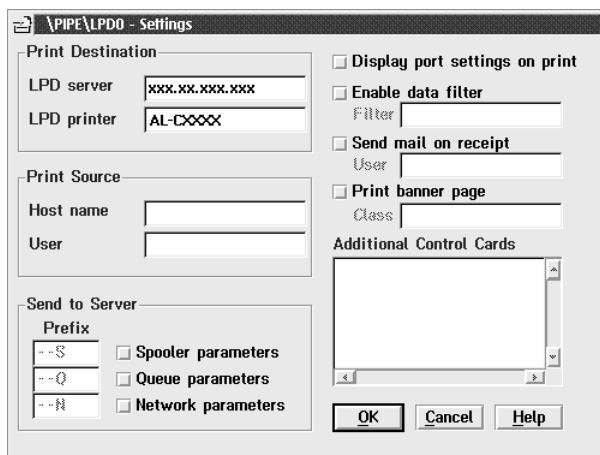 \PIPE\LPD0 - Settings
Print Destination
LPD server xxx.xx.xxx.xxx
LPD printer AL-CXXXX
Print Source
Host name
User
Send to Server
Prefix
--S Spooler parameters
--Q Queue parameters
--N Network parameters
Display port settings on print
Enable data filter
Filter
Send mail on receipt
User
Print banner page
Class
Additional Control Cards
OK Cancel Help